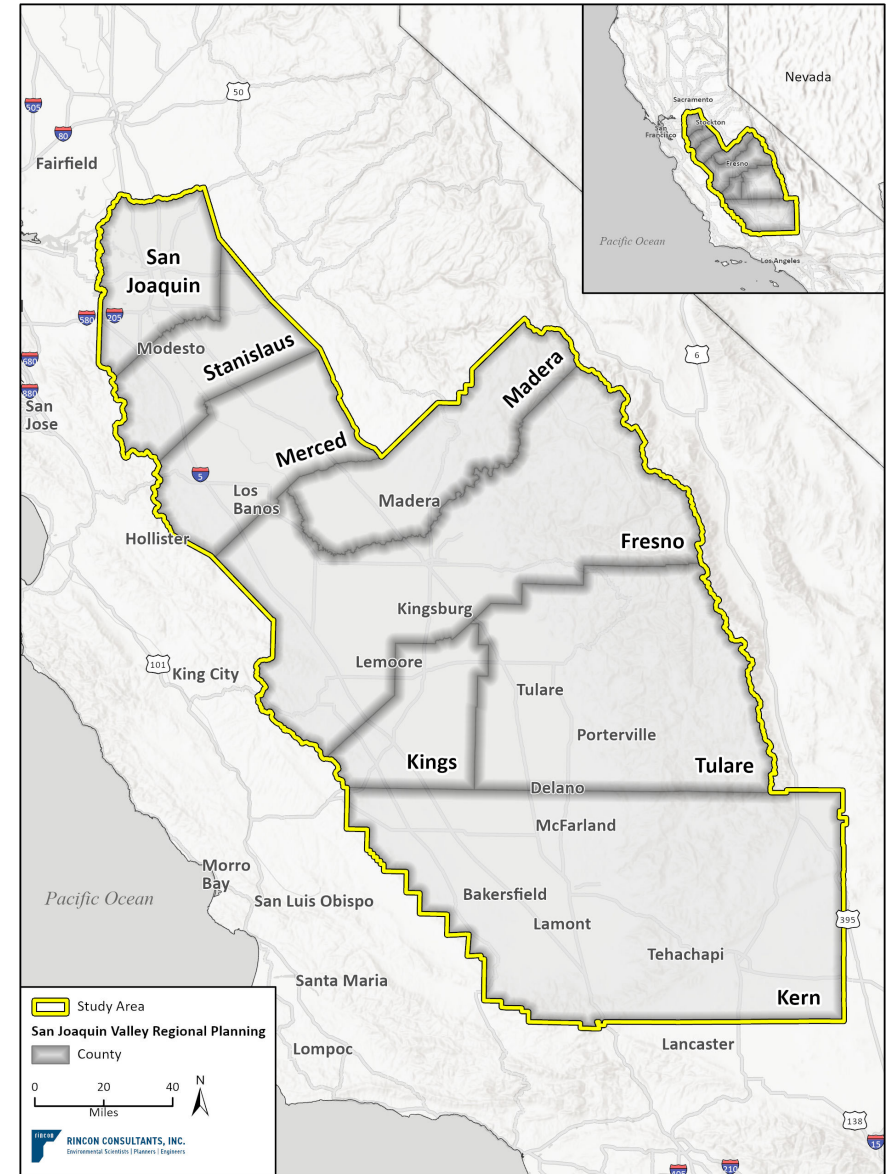 50
505
80
Fairfield
San
Joaquin
580
205
Modesto
Stanislaus
680
880
San
Jose
Merced
5
Los
Banos
Hollister
Madera
Madera
6
Fresno
Kingsburg
101
King City
Lemoore
Tulare
Porterville
Kings
Tulare
Delano
McFarland
Morro
Bay
Pacific Ocean
San Luis Obispo
Bakersfield
Lamont
395
Tehachapi
Santa Maria
Kern
Lompoc
Lancaster
138
15
405
210
Nevada
Sacramento
Stockton
San
Francisco
Fresno
Pacific Ocean
Los Angeles
Study Area
San Joaquin Valley Regional Planning
County
0 20 40
Miles
N
rincon
RINCON CONSULTANTS, INC.
Environmental Scientists | Planners | Engineers